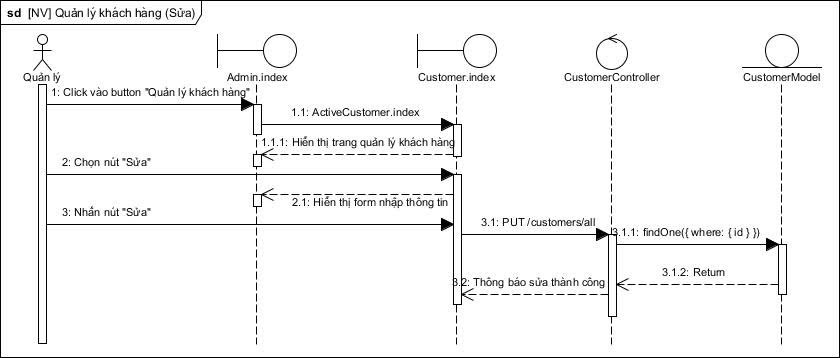 sd [NV] Quản lý khách hàng (Sửa)
Quản lý
Admin.index
Customer.index
CustomerController
CustomerModel
1: Click vào button "Quản lý khách hàng"
1.1: ActiveCustomer.index
1.1.1: Hiển thị trang quản lý khách hàng
2: Chọn nút "Sửa"
2.1: Hiển thị form nhập thông tin
3: Nhấn nút "Sửa"
3.1: PUT /customers/all
3.1.1: findOne({ where: { id } })
3.1.2: Return
3.2: Thông báo sửa thành công